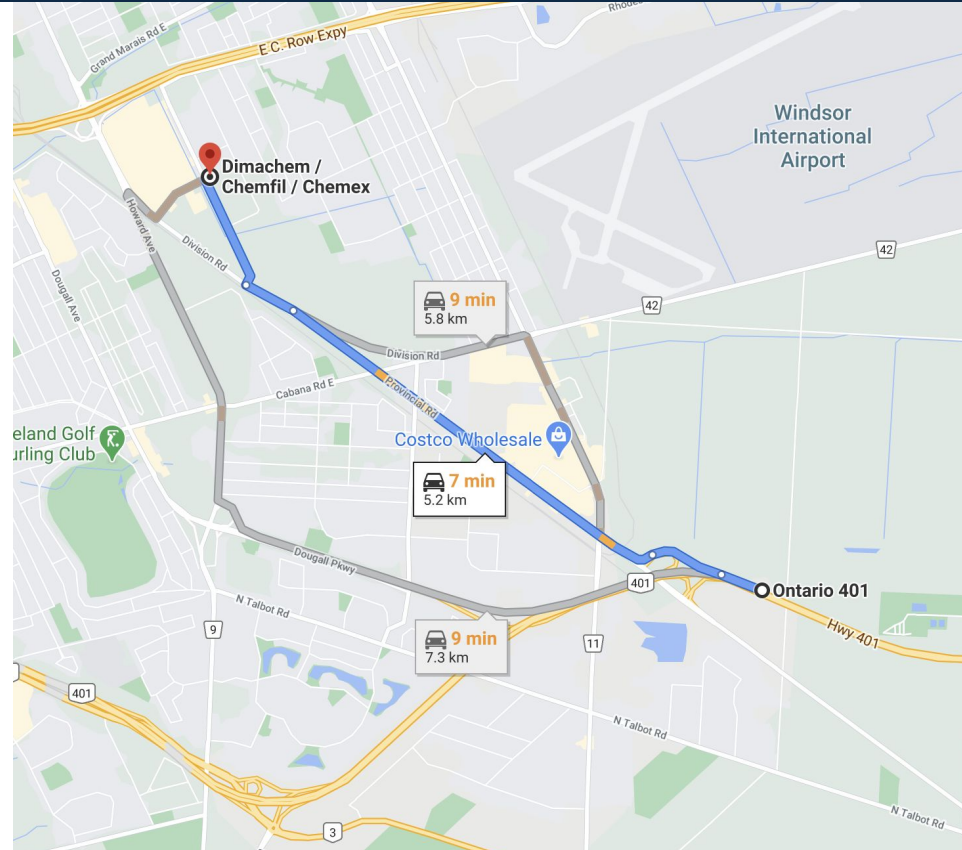 Rhodes
Grand Marais Rd E
E C. Row Expy
Windsor
International
Airport
Dimachem /
Chemfil / Chemex
Howard Ave
Division Rd
42
Dougall Ave
42
9 min
5.8 km
Division Rd
Cabana Rd E
Provincial Rd
eland Golf
urling Club
Costco Wholesale
7 min
5.2 km
Dougall Pkwy
401
Ontario 401
N Talbot Rd
9
Hwy 401
9 min
7.3 km
11
401
N Talbot Rd
N Talbot Rd
3